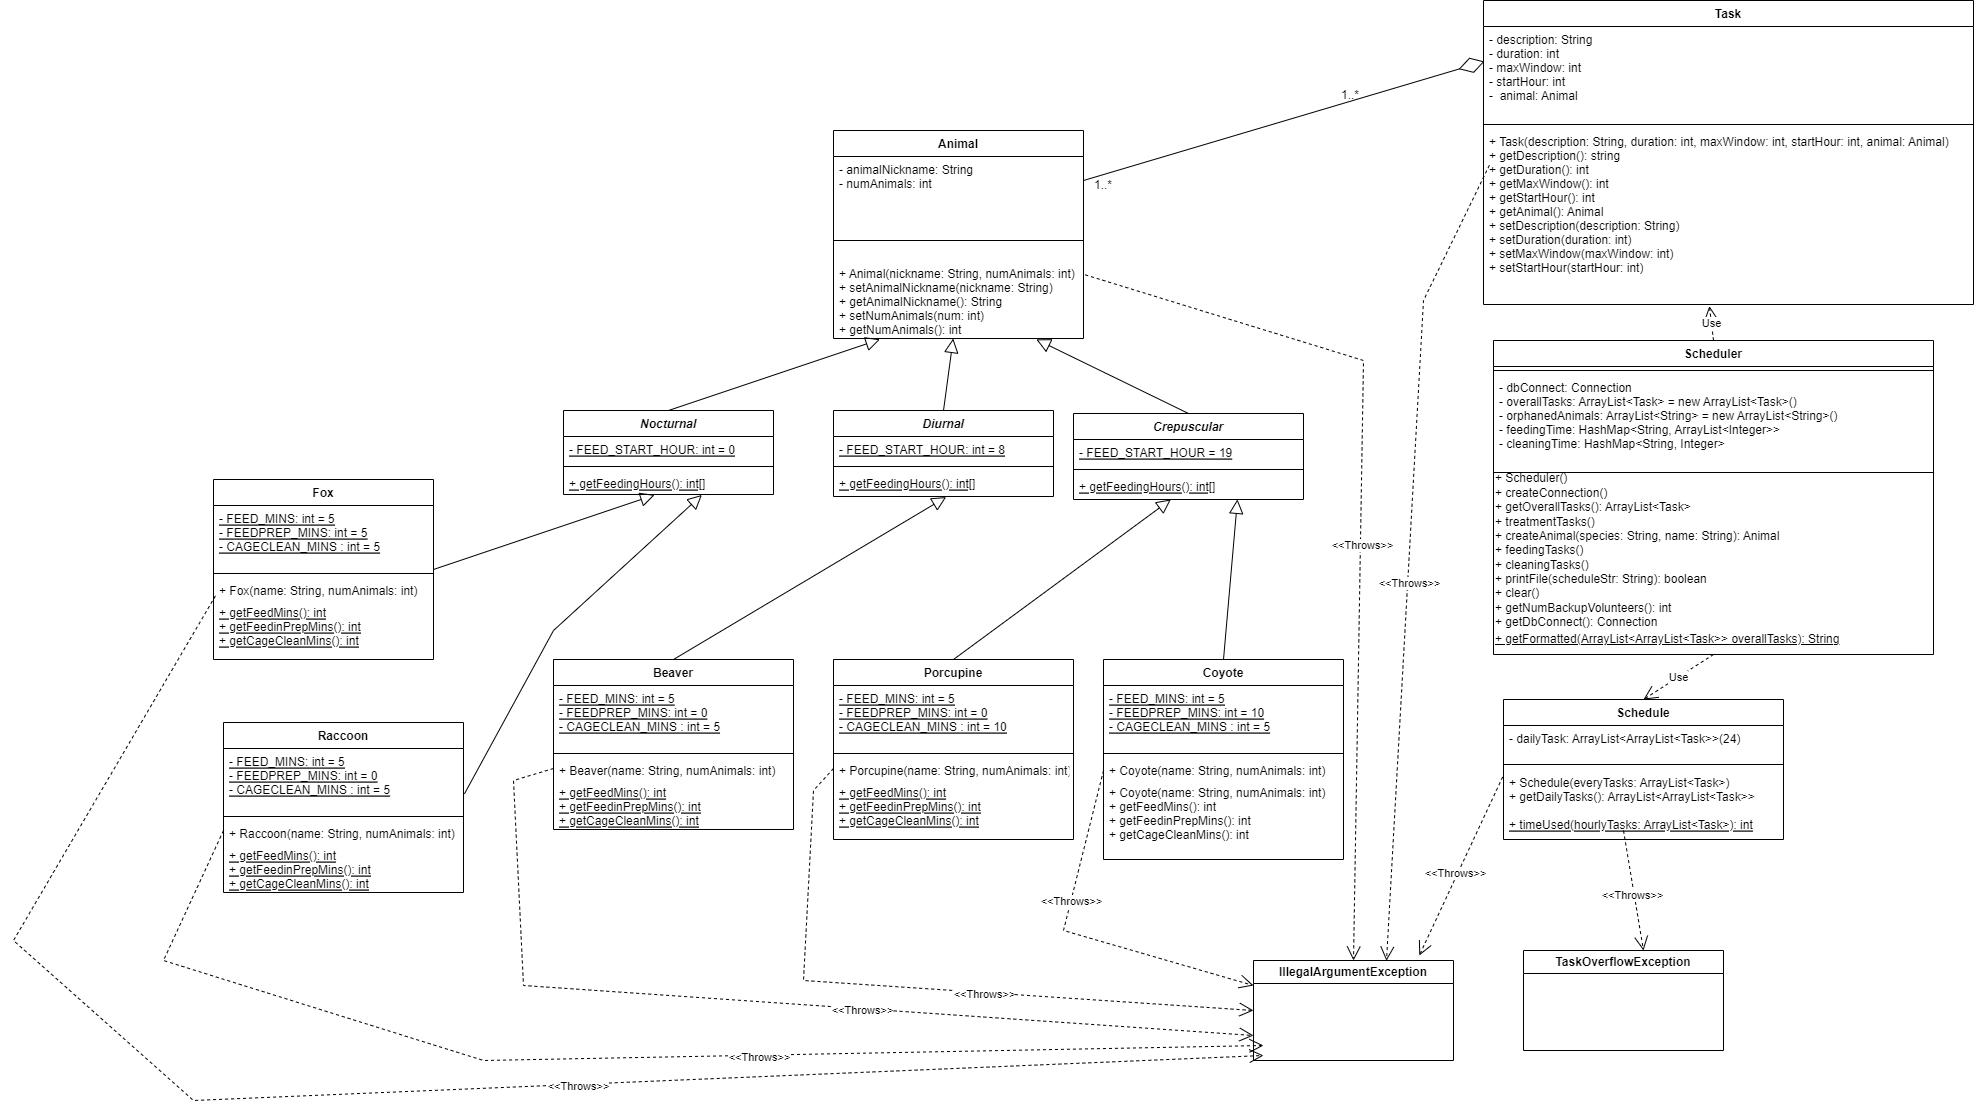 Task
- description: String
- duration: int
- maxWindow: int
- startHour: int
-  animal: Animal
+ Task(description: String, duration: int, maxWindow: int, startHour: int, animal: Animal)
+ getDescription(): string
+ getDuration(): int
+ getMaxWindow(): int
+ getStartHour(): int
+ getAnimal(): Animal
+ setDescription(description: String)
+ setDuration(duration: int)
+ setMaxWindow(maxWindow: int)
+ setStartHour(startHour: int)
1..*
1..*
Animal
- animalNickname: String
- numAnimals: int
+ Animal(nickname: String, numAnimals: int)
+ setAnimalNickname(nickname: String)
+ getAnimalNickname(): String
+ setNumAnimals(num: int)
+ getNumAnimals(): int
Use
Scheduler
- dbConnect: Connection
- overallTasks: ArrayList<Task> = new ArrayList<Task>()
- orphanedAnimals: ArrayList<String> = new ArrayList<String>()
- feedingTime: HashMap<String, ArrayList<Integer>>
- cleaningTime: HashMap<String, Integer>
+ Scheduler()
+ createConnection()
+ getOverallTasks(): ArrayList<Task>
+ treatmentTasks()
+ createAnimal(species: String, name: String): Animal
+ feedingTasks()
+ cleaningTasks()
+ printFile(scheduleStr: String): boolean
+ clear()
+ getNumBackupVolunteers(): int
+ getDbConnect(): Connection
+ getFormatted(ArrayList<ArrayList<Task>> overallTasks): String
Nocturnal
- FEED_START_HOUR: int = 0
+ getFeedingHours(): int[]
Diurnal
- FEED_START_HOUR: int = 8
+ getFeedingHours(): int[]
Crepuscular
- FEED_START_HOUR = 19
+ getFeedingHours(): int[]
Fox
- FEED_MINS: int = 5
- FEEDPREP_MINS: int = 5
- CAGECLEAN_MINS : int = 5
+ Fox(name: String, numAnimals: int)
+ getFeedMins(): int
+ getFeedinPrepMins(): int
+ getCageCleanMins(): int
<<Throws>>
<<Throws>>
Raccoon
- FEED_MINS: int = 5
- FEEDPREP_MINS: int = 0
- CAGECLEAN_MINS : int = 5
+ Raccoon(name: String, numAnimals: int)
+ getFeedMins(): int
+ getFeedinPrepMins(): int
+ getCageCleanMins(): int
Beaver
- FEED_MINS: int = 5
- FEEDPREP_MINS: int = 0
- CAGECLEAN_MINS : int = 5
+ Beaver(name: String, numAnimals: int)
+ getFeedMins(): int
+ getFeedinPrepMins(): int
+ getCageCleanMins(): int
Porcupine
- FEED_MINS: int = 5
- FEEDPREP_MINS: int = 0
- CAGECLEAN_MINS : int = 10
+ Porcupine(name: String, numAnimals: int)
+ getFeedMins(): int
+ getFeedinPrepMins(): int
+ getCageCleanMins(): int
Coyote
- FEED_MINS: int = 5
- FEEDPREP_MINS: int = 10
- CAGECLEAN_MINS : int = 5
+ Coyote(name: String, numAnimals: int)
+ Coyote(name: String, numAnimals: int)
+ getFeedMins(): int
+ getFeedinPrepMins(): int
+ getCageCleanMins(): int
Use
Schedule
- dailyTask: ArrayList<ArrayList<Task>>(24)
+ Schedule(everyTasks: ArrayList<Task>)
+ getDailyTasks(): ArrayList<ArrayList<Task>>
+ timeUsed(hourlyTasks: ArrayList<Task>): int
<<Throws>>
<<Throws>>
<<Throws>>
IllegalArgumentException
TaskOverflowException
<<Throws>>
<<Throws>>
<<Throws>>
<<Throws>>